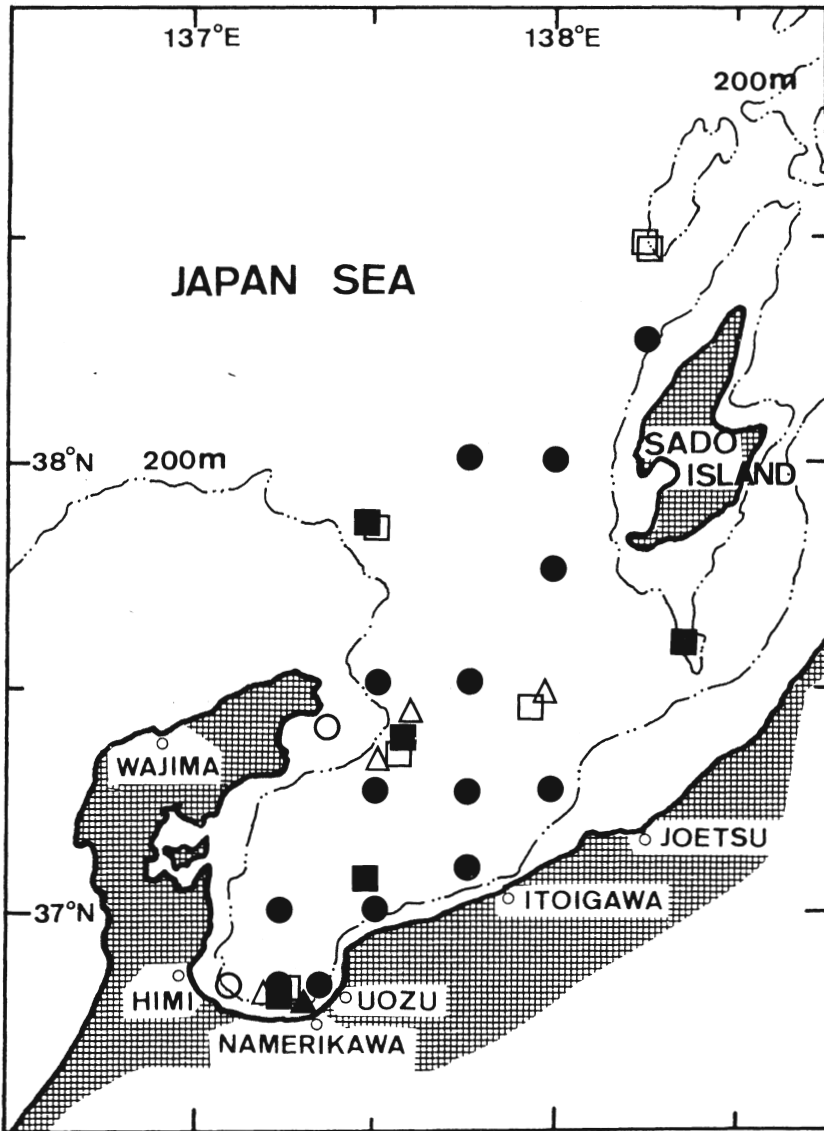 137°E
138°E
200m
JAPAN SEA
38°N
200m
SADO
ISLAND
WAJIMA
JOETSU
ITOIGAWA
37°N
HIMI
UOZU
NAMERIKAWA